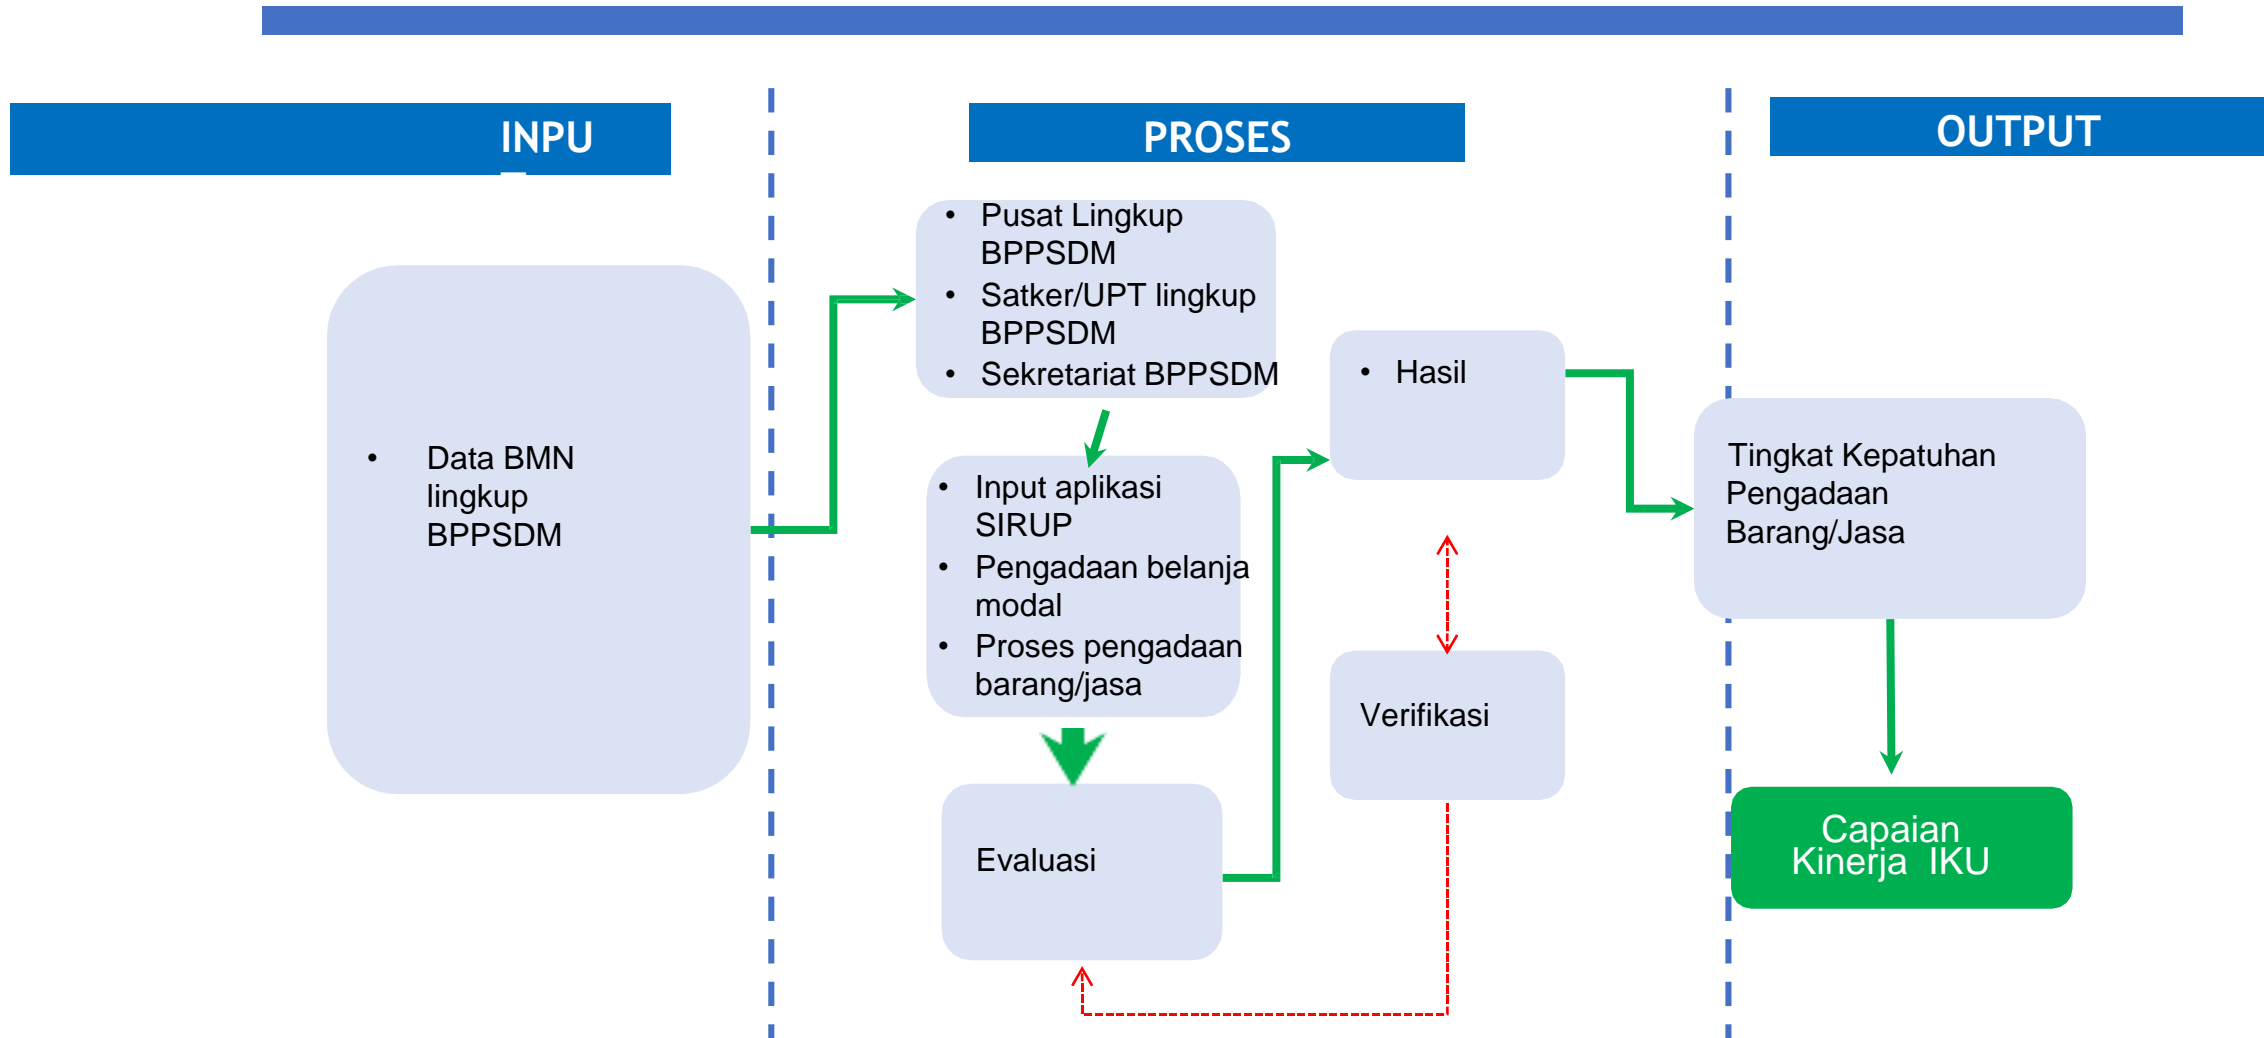 INPU
PROSES
OUTPUT
• Data BMN
lingkup
BPPSDM
• Pusat Lingkup
BPPSDM
• Satker/UPT lingkup
BPPSDM
• Sekretariat BPPSDM
• Input aplikasi
SIRUP
• Pengadaan belanja
modal
• Proses pengadaan
barang/jasa
Evaluasi
• Hasil
Verifikasi
Tingkat Kepatuhan
Pengadaan
Barang/Jasa
Capaian
Kinerja IKU